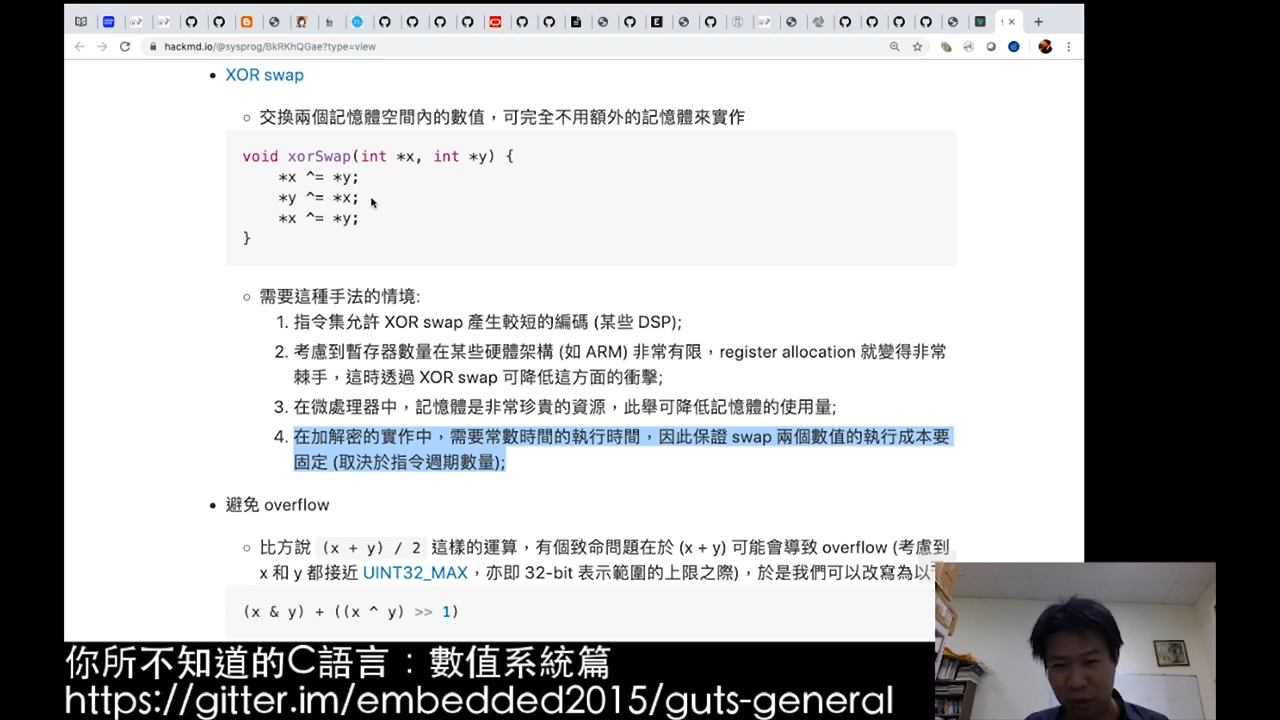 hackmd.io/@sysprog/BkRKhQGae?type=view
• XOR swap
◦ 交換兩個記憶體空間內的數值，可完全不用額外的記憶體來實作
void xorSwap(int *x, int *y) {
    *x ^= *y;
    *y ^= *x;
    *x ^= *y;
}
◦ 需要這種手法的情境:
1. 指令集允許 XOR swap 產生較短的編碼 (某些 DSP);
2. 考慮到暫存器數量在某些硬體架構 (如 ARM) 非常有限，register allocation 就變得非常
棘手，這時透過 XOR swap 可降低這方面的衝擊;
3. 在微處理器中，記憶體是非常珍貴的資源，此舉可降低記憶體的使用量;
4. 在加解密的實作中，需要常數時間的執行時間，因此保證 swap 兩個數值的執行成本要
固定 (取決於指令週期數量);
• 避免 overflow
◦ 比方說 (x + y) / 2 這樣的運算，有個致命問題在於 (x + y) 可能會導致 overflow (考慮到
x 和 y 都接近 UINT32_MAX，亦即 32-bit 表示範圍的上限之際)，於是我們可以改寫為以
(x & y) + ((x ^ y) >> 1)
你所不知道的C語言：數值系統篇
https://gitter.im/embedded2015/guts-general